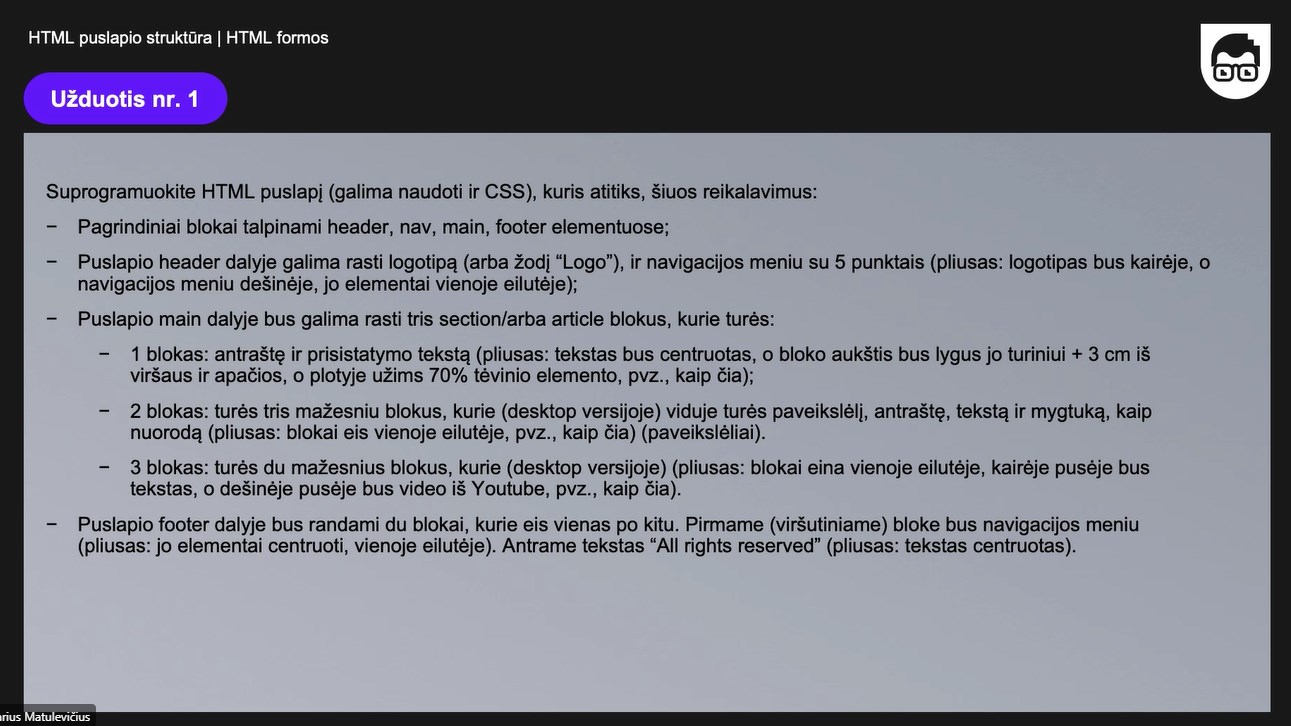 HTML puslapio struktūra | HTML formos
Užduotis nr. 1
Suprogramuokite HTML puslapį (galima naudoti ir CSS), kuris atitiks, šiuos reikalavimus:
− Pagrindiniai blokai talpinami header, nav, main, footer elementuose;
− Puslapio header dalyje galima rasti logotipą (arba žodį “Logo”), ir navigacijos meniu su 5 punktais (pliusas: logotipas bus kairėje, o
navigacijos meniu dešinėje, jo elementai vienoje eilutėje);
− Puslapio main dalyje bus galima rasti tris section/arba article blokus, kurie turės:
− 1 blokas: antraštę ir prisistatymo tekstą (pliusas: tekstas bus centruotas, o bloko aukštis bus lygus jo turiniui + 3 cm iš
viršaus ir apačios, o plotyje užims 70% tėvinio elemento, pvz., kaip čia);
− 2 blokas: turės tris mažesniu blokus, kurie (desktop versijoje) viduje turės paveikslėlį, antraštę, tekstą ir mygtuką, kaip
nuorodą (pliusas: blokai eis vienoje eilutėje, pvz., kaip čia) (paveikslėliai).
− 3 blokas: turės du mažesnius blokus, kurie (desktop versijoje) (pliusas: blokai eina vienoje eilutėje, kairėje pusėje bus
tekstas, o dešinėje pusėje bus video iš Youtube, pvz., kaip čia).
− Puslapio footer dalyje bus randami du blokai, kurie eis vienas po kitu. Pirmame (viršutiniame) bloke bus navigacijos meniu
(pliusas: jo elementai centruoti, vienoje eilutėje). Antrame tekstas “All rights reserved” (pliusas: tekstas centruotas).
Matulevičius